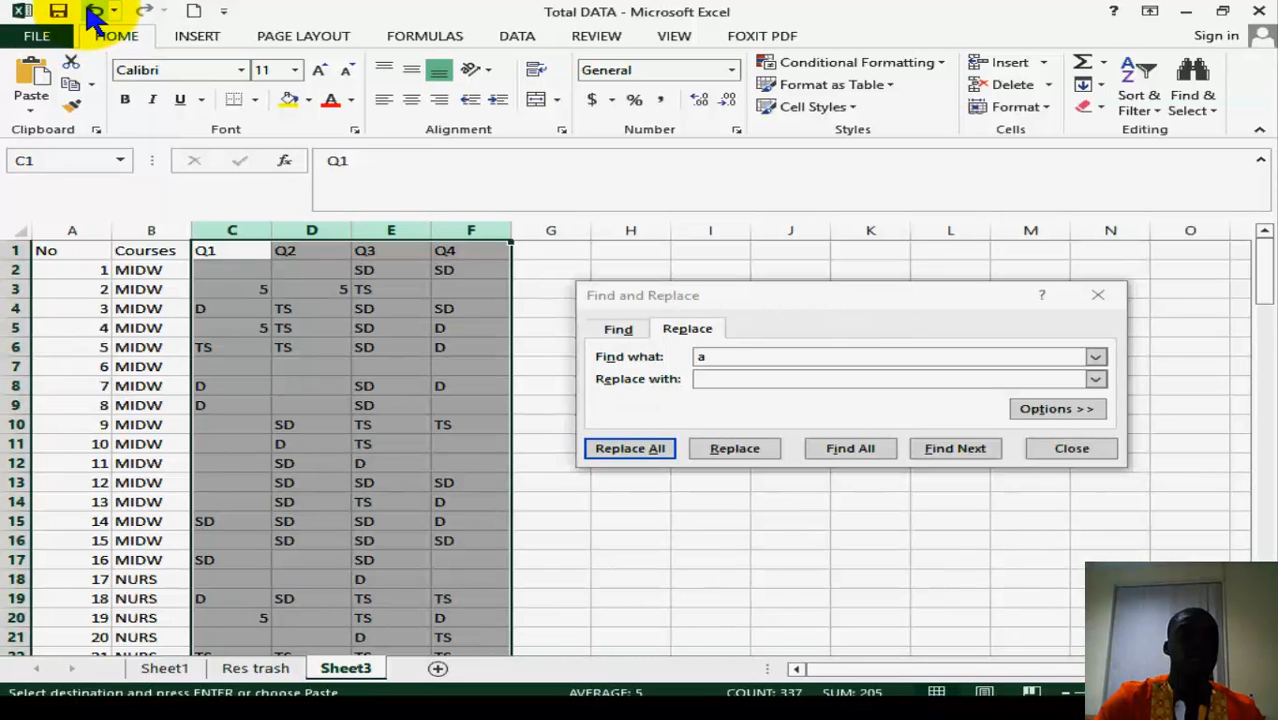 Total DATA - Microsoft Excel
?
FILE HOME INSERT PAGE LAYOUT FORMULAS DATA REVIEW VIEW FOXIT PDF Sign in
Paste
Calibri 11 A A
B I U A
General
$ % , .00
Conditional Formatting
Format as Table
Cell Styles
Insert
Delete
Format
Σ
Sort & Filter
Find & Select
Clipboard Font Alignment Number Styles Cells Editing
C1 fx Q1
A B C D E F G H I J K L M N O
1 No Courses Q1 Q2 Q3 Q4
2 1 MIDW SD SD
3 2 MIDW 5 5 TS
4 3 MIDW D TS SD SD
5 4 MIDW 5 TS SD D
6 5 MIDW TS TS SD D
7 6 MIDW
8 7 MIDW D SD D
9 8 MIDW D SD
10 9 MIDW SD TS TS
11 10 MIDW D TS
12 11 MIDW SD D
13 12 MIDW SD SD SD
14 13 MIDW SD TS D
15 14 MIDW SD SD SD D
16 15 MIDW SD SD SD
17 16 MIDW SD SD
18 17 NURS D
19 18 NURS D SD TS TS
20 19 NURS 5 TS D
21 20 NURS D TS
Find and Replace ?
Find Replace
Find what: a
Replace with:
Options >>
Replace All Replace Find All Find Next Close
Sheet1 Res trash Sheet3
Select destination and press ENTER or choose Paste AVERAGE: 5 COUNT: 337 SUM: 205